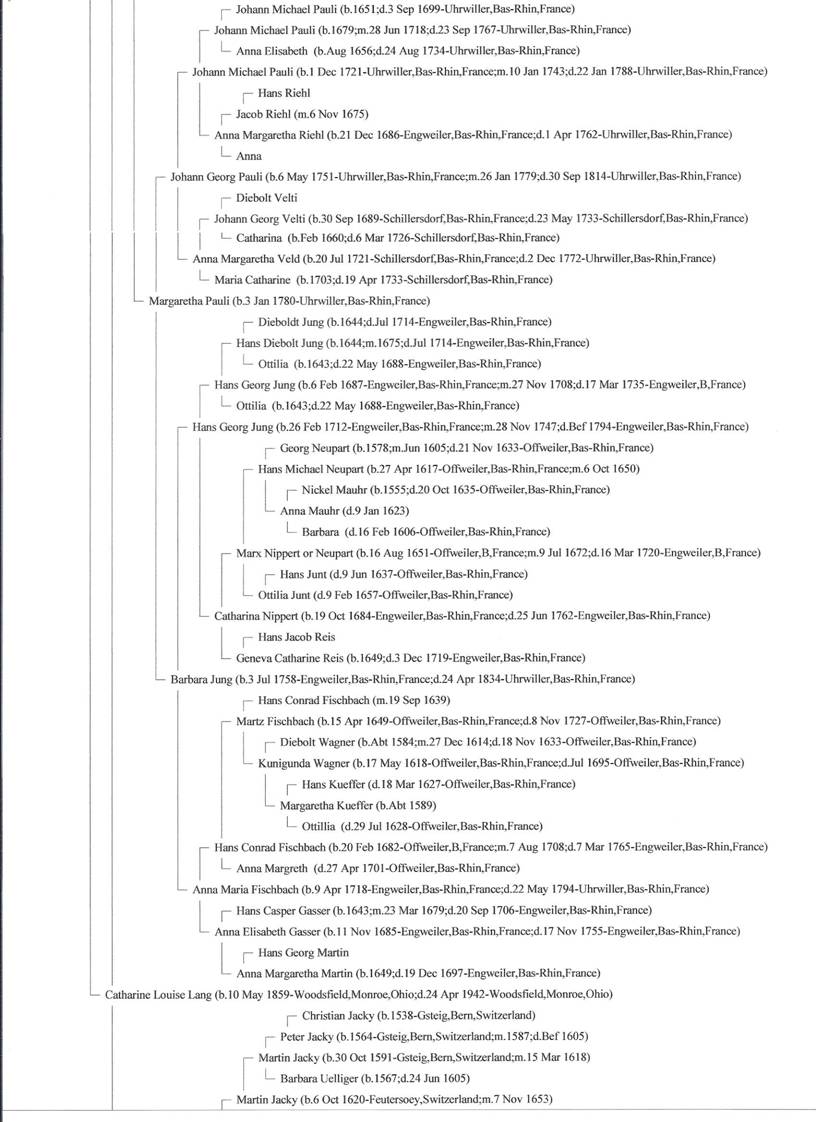 Johann Michael Pauli (b.1651;d.3 Sep 1699-Uhrwiller,Bas-Rhin,France)
Johann Michael Pauli (b.1679;m.28 Jun 1718;d.23 Sep 1767-Uhrwiller,Bas-Rhin,France)
Anna Elisabeth (b.Aug 1656;d.24 Aug 1734-Uhrwiller,Bas-Rhin,France)
Johann Michael Pauli (b.1 Dec 1721-Uhrwiller,Bas-Rhin,France;m.10 Jan 1743;d.22 Jan 1788-Uhrwiller,Bas-Rhin,France)
Hans Riehl
Jacob Riehl (m.6 Nov 1675)
Anna Margaretha Riehl (b.21 Dec 1686-Engweiler,Bas-Rhin,France;d.1 Apr 1762-Uhrwiller,Bas-Rhin,France)
Anna
Johann Georg Pauli (b.6 May 1751-Uhrwiller,Bas-Rhin,France;m.26 Jan 1779;d.30 Sep 1814-Uhrwiller,Bas-Rhin,France)
Diebolt Velti
Johann Georg Velti (b.30 Sep 1689-Schillersdorf,Bas-Rhin,France;d.23 May 1733-Schillersdorf,Bas-Rhin,France)
Catharina (b.Feb 1660;d.6 Mar 1726-Schillersdorf,Bas-Rhin,France)
Anna Margaretha Veld (b.20 Jul 1721-Schillersdorf,Bas-Rhin,France;d.2 Dec 1772-Uhrwiller,Bas-Rhin,France)
Maria Catharine (b.1703;d.19 Apr 1733-Schillersdorf,Bas-Rhin,France)
Margaretha Pauli (b.3 Jan 1780-Uhrwiller,Bas-Rhin,France)
Dieboldt Jung (b.1644;d.Jul 1714-Engweiler,Bas-Rhin,France)
Hans Diebolt Jung (b.1644;m.1675;d.Jul 1714-Engweiler,Bas-Rhin,France)
Ottilia (b.1643;d.22 May 1688-Engweiler,Bas-Rhin,France)
Hans Georg Jung (b.6 Feb 1687-Engweiler,Bas-Rhin,France;m.27 Nov 1708;d.17 Mar 1735-Engweiler,B,France)
Ottilia (b.1643;d.22 May 1688-Engweiler,Bas-Rhin,France)
Hans Georg Jung (b.26 Feb 1712-Engweiler,Bas-Rhin,France;m.28 Nov 1747;d.Bef 1794-Engweiler,Bas-Rhin,France)
Georg Neupart (b.1578;m.Jun 1605;d.21 Nov 1633-Offweiler,Bas-Rhin,France)
Hans Michael Neupart (b.27 Apr 1617-Offweiler,Bas-Rhin,France;m.6 Oct 1650)
Nickel Mauhr (b.1555;d.20 Oct 1635-Offweiler,Bas-Rhin,France)
Anna Mauhr (d.9 Jan 1623)
Barbara (d.16 Feb 1606-Offweiler,Bas-Rhin,France)
Marx Nippert or Neupart (b.16 Aug 1651-Offweiler,B,France;m.9 Jul 1672;d.16 Mar 1720-Engweiler,B,France)
Hans Junt (d.9 Jun 1637-Offweiler,Bas-Rhin,France)
Ottilia Junt (d.9 Feb 1657-Offweiler,Bas-Rhin,France)
Catharina Nippert (b.19 Oct 1684-Engweiler,Bas-Rhin,France;d.25 Jun 1762-Engweiler,Bas-Rhin,France)
Hans Jacob Reis
Geneva Catharine Reis (b.1649;d.3 Dec 1719-Engweiler,Bas-Rhin,France)
Barbara Jung (b.3 Jul 1758-Engweiler,Bas-Rhin,France;d.24 Apr 1834-Uhrwiller,Bas-Rhin,France)
Hans Conrad Fischbach (m.19 Sep 1639)
Martz Fischbach (b.15 Apr 1649-Offweiler,Bas-Rhin,France;d.8 Nov 1727-Offweiler,Bas-Rhin,France)
Diebolt Wagner (b.Abt 1584;m.27 Dec 1614;d.18 Nov 1633-Offweiler,Bas-Rhin,France)
Kunigunda Wagner (b.17 May 1618-Offweiler,Bas-Rhin,France;d.Jul 1695-Offweiler,Bas-Rhin,France)
Hans Kueffer (d.18 Mar 1627-Offweiler,Bas-Rhin,France)
Margaretha Kueffer (b.Abt 1589)
Ottillia (d.29 Jul 1628-Offweiler,Bas-Rhin,France)
Hans Conrad Fischbach (b.20 Feb 1682-Offweiler,B,France;m.7 Aug 1708;d.7 Mar 1765-Engweiler,Bas-Rhin,France)
Anna Margreth (d.27 Apr 1701-Offweiler,Bas-Rhin,France)
Anna Maria Fischbach (b.9 Apr 1718-Engweiler,Bas-Rhin,France;d.22 May 1794-Uhrwiller,Bas-Rhin,France)
Hans Casper Gasser (b.1643;m.23 Mar 1679;d.20 Sep 1706-Engweiler,Bas-Rhin,France)
Anna Elisabeth Gasser (b.11 Nov 1685-Engweiler,Bas-Rhin,France;d.17 Nov 1755-Engweiler,Bas-Rhin,France)
Hans Georg Martin
Anna Margaretha Martin (b.1649;d.19 Dec 1697-Engweiler,Bas-Rhin,France)
Catharine Louise Lang (b.10 May 1859-Woodsfield,Monroe,Ohio;d.24 Apr 1942-Woodsfield,Monroe,Ohio)
Christian Jacky (b.1538-Gsteig,Bern,Switzerland)
Peter Jacky (b.1564-Gsteig,Bern,Switzerland;m.1587;d.Bef 1605)
Martin Jacky (b.30 Oct 1591-Gsteig,Bern,Switzerland;m.15 Mar 1618)
Barbara Uelliger (b.1567;d.24 Jun 1605)
Martin Jacky (b.6 Oct 1620-Feutersoey,Switzerland;m.7 Nov 1653)